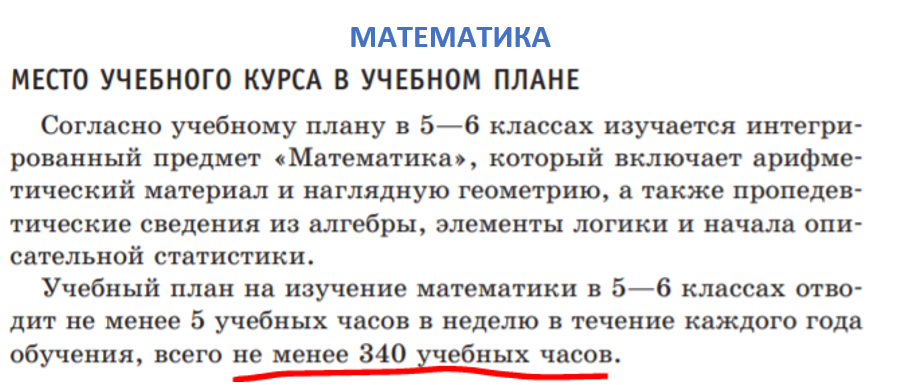 МАТЕМАТИКА
МЕСТО УЧЕБНОГО КУРСА В УЧЕБНОМ ПЛАНЕ
Согласно учебному плану в 5—6 классах изучается интегри-
рованный предмет «Математика», который включает арифме-
тический материал и наглядную геометрию, а также пропедев-
тические сведения из алгебры, элементы логики и начала опи-
сательной статистики.
Учебный план на изучение математики в 5—6 классах отво-
дит не менее 5 учебных часов в неделю в течение каждого года
обучения, всего не менее 340 учебных часов.